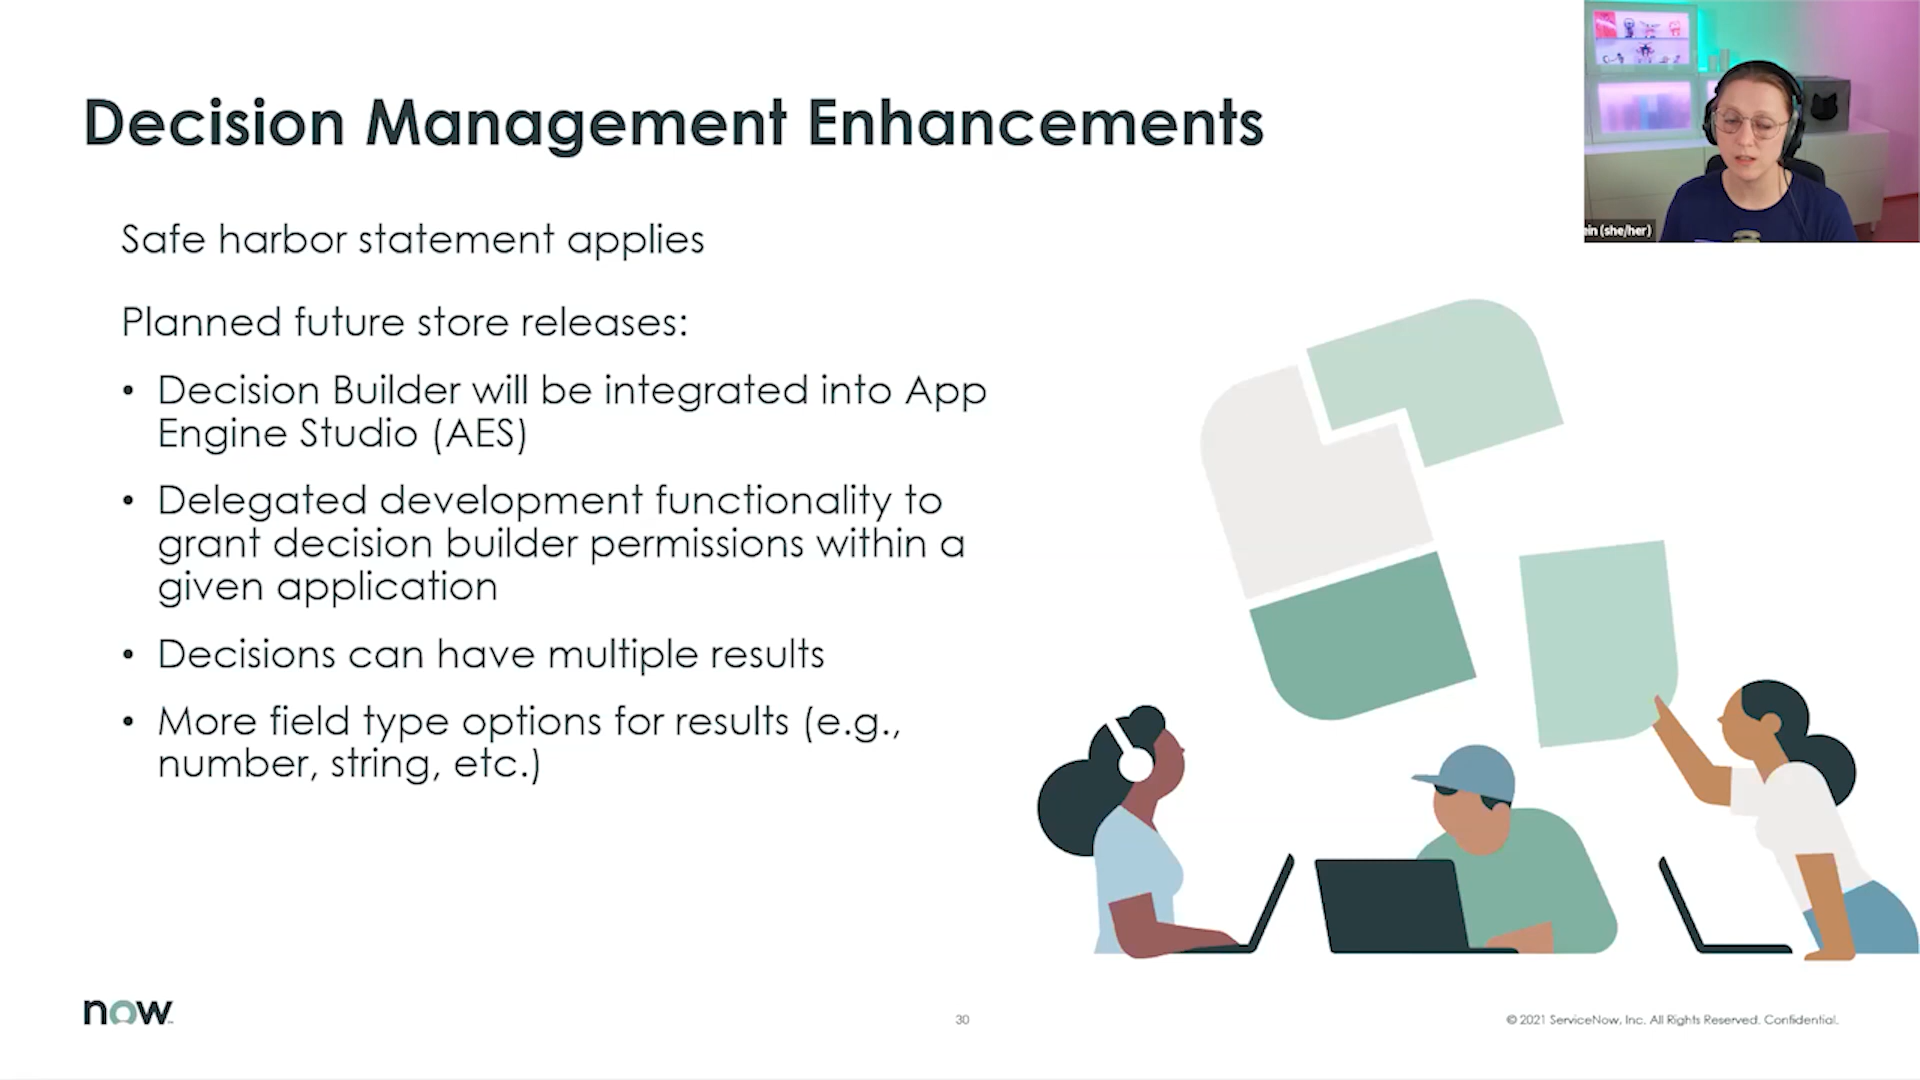 Decision Management Enhancements
ein (she/her)
Safe harbor statement applies
Planned future store releases:
• Decision Builder will be integrated into App
Engine Studio (AES)
• Delegated development functionality to
grant decision builder permissions within a
given application
• Decisions can have multiple results
• More field type options for results (e.g.,
number, string, etc.)
now
30
© 2021 ServiceNow, Inc. All Rights Reserved. Confidential.